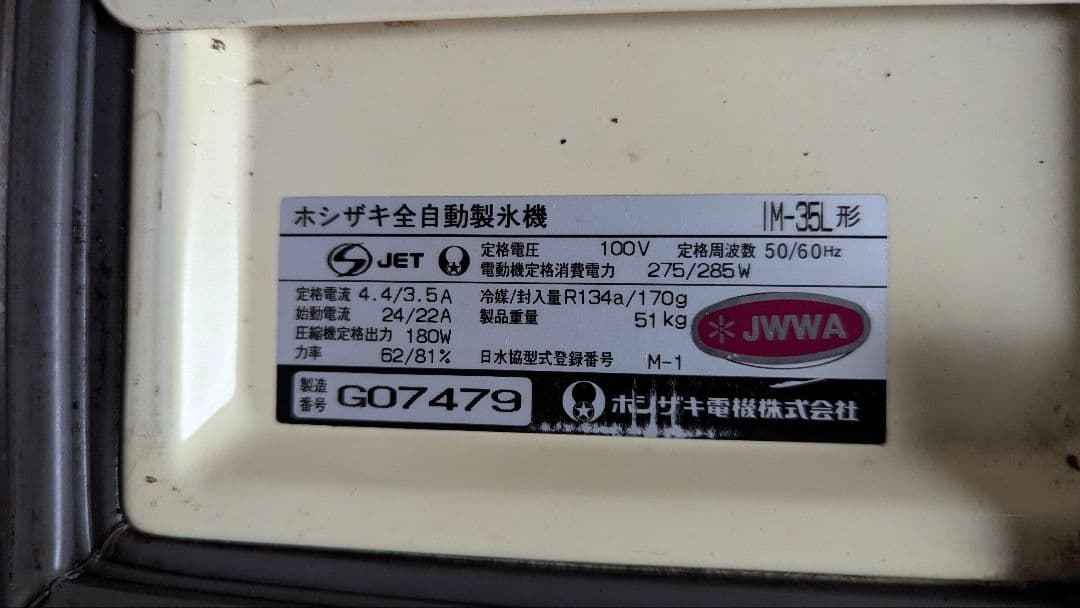 ホシザキ全自動製氷機 IM-35L形
JET 定格電圧 100V 定格周波数 50/60Hz
電動機定格消費電力 275/285W
定格電流 4.4/3.5A 冷媒/封入量 R134a/170g
始動電流 24/22A 製品重量 51kg
圧縮機定格出力 180W
力率 62/81% 日水協型式登録番号 M-1
JWWA
製造番号 G07479 ホシザキ電機株式会社